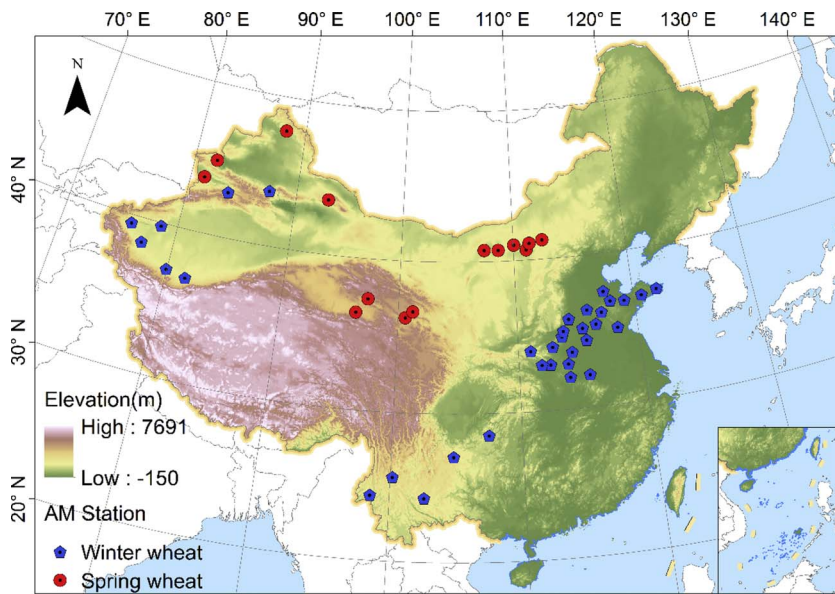 70° E 80° E 90° E 100° E 110° E 120° E 130° E 140° E
N
40° N
30° N
20° N
Elevation(m)
High : 7691
Low : -150
AM Station
Winter wheat
Spring wheat